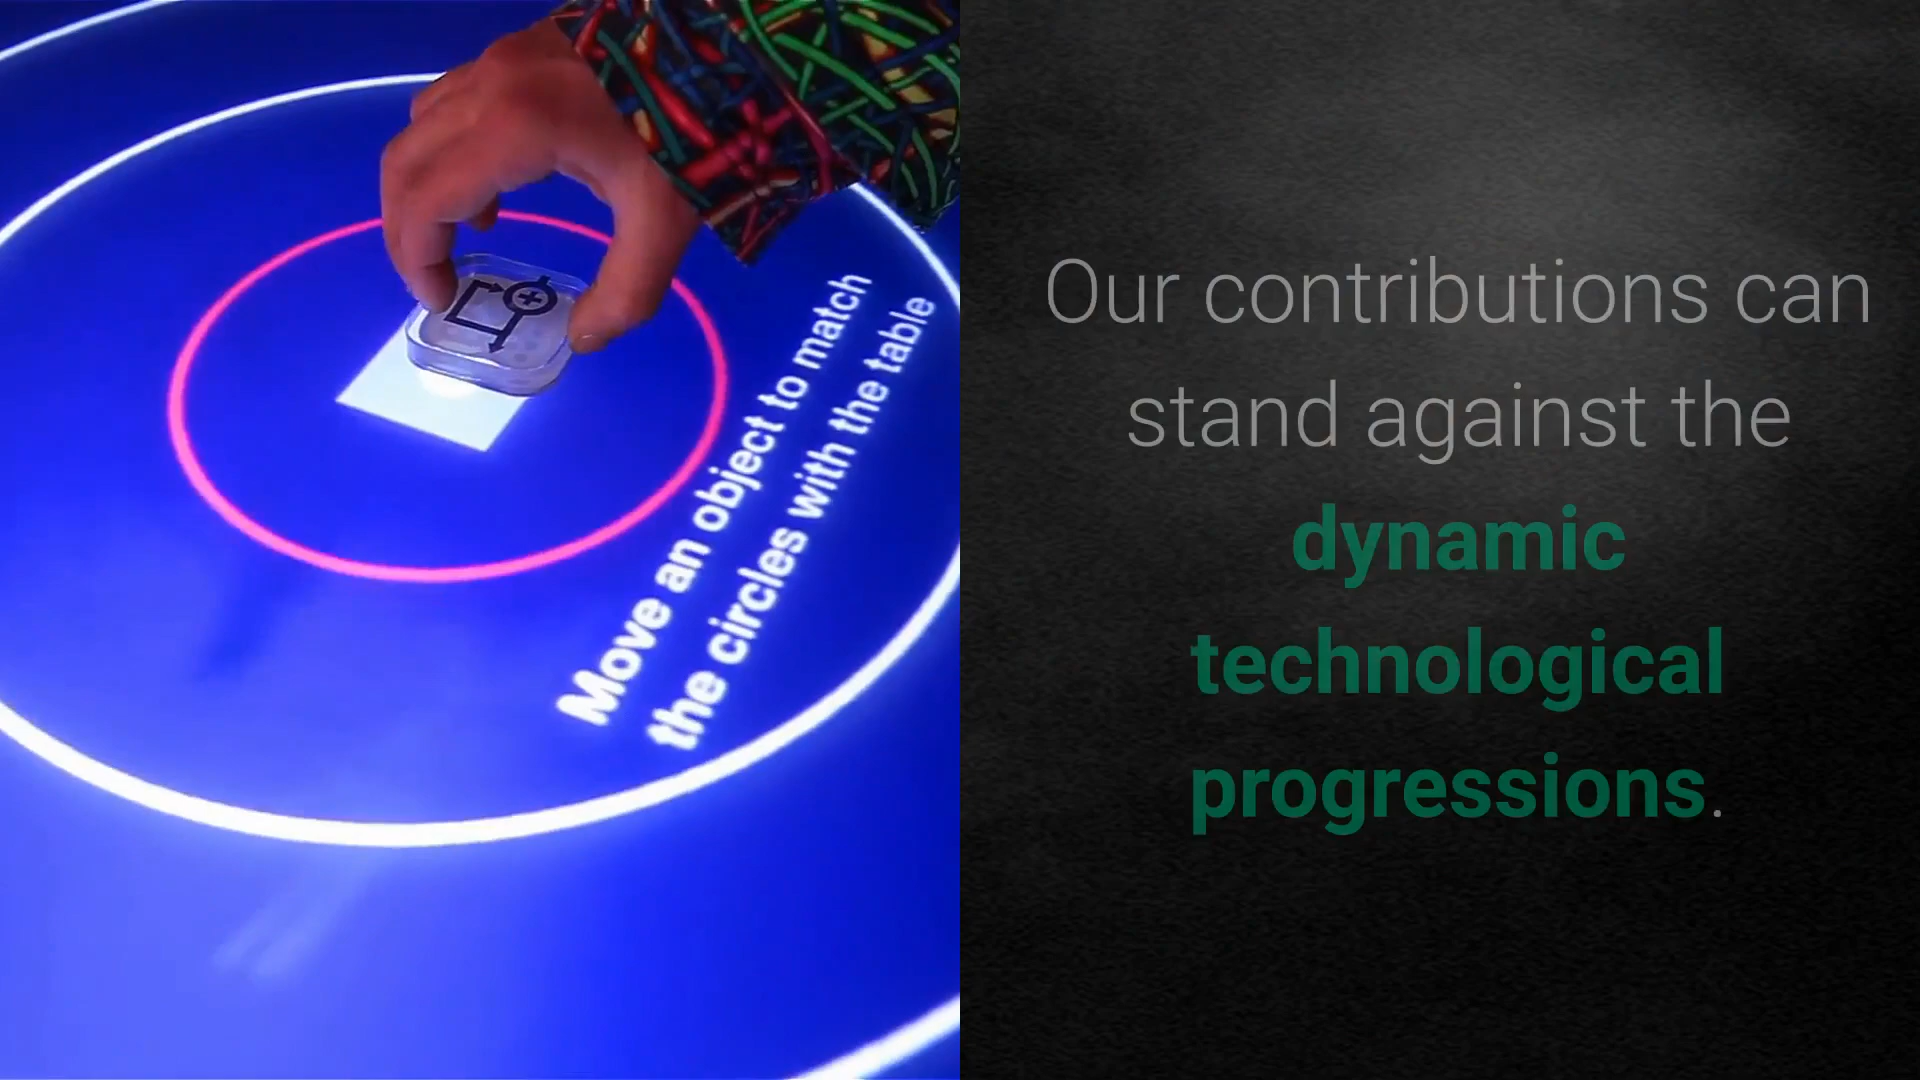 Move an object to match
the circles with the table
Our contributions can
stand against the
dynamic
technological
progressions.